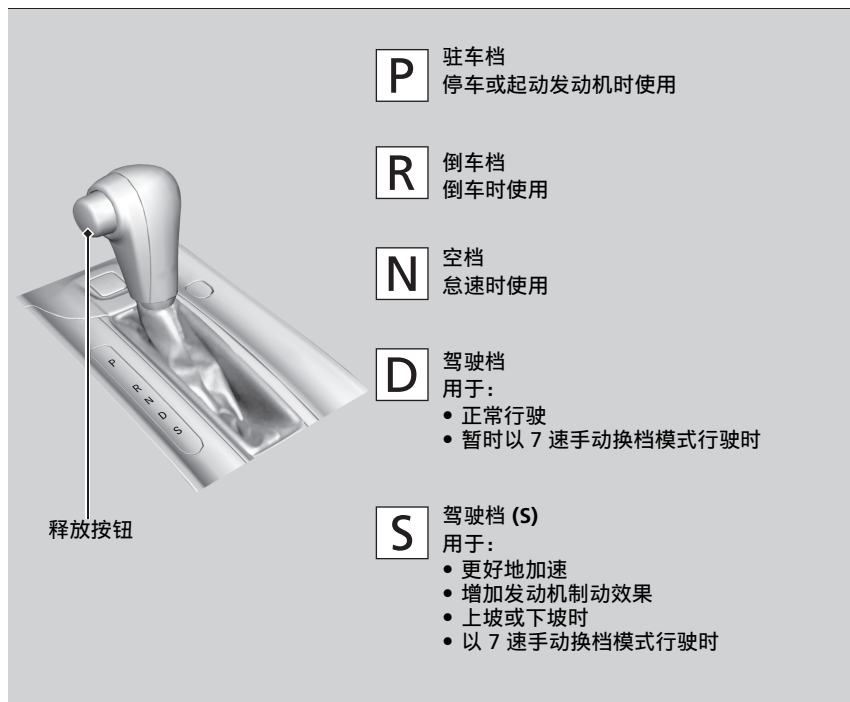 P
驻车档
停车或起动发动机时使用
R
倒车档
倒车时使用
N
空档
怠速时使用
D
驾驶档
用于：
• 正常行驶
• 暂时以 7 速手动换档模式行驶时
S
驾驶档 (S)
用于：
• 更好地加速
• 增加发动机制动效果
• 上坡或下坡时
• 以 7 速手动换档模式行驶时
P
R
N
D
S
释放按钮